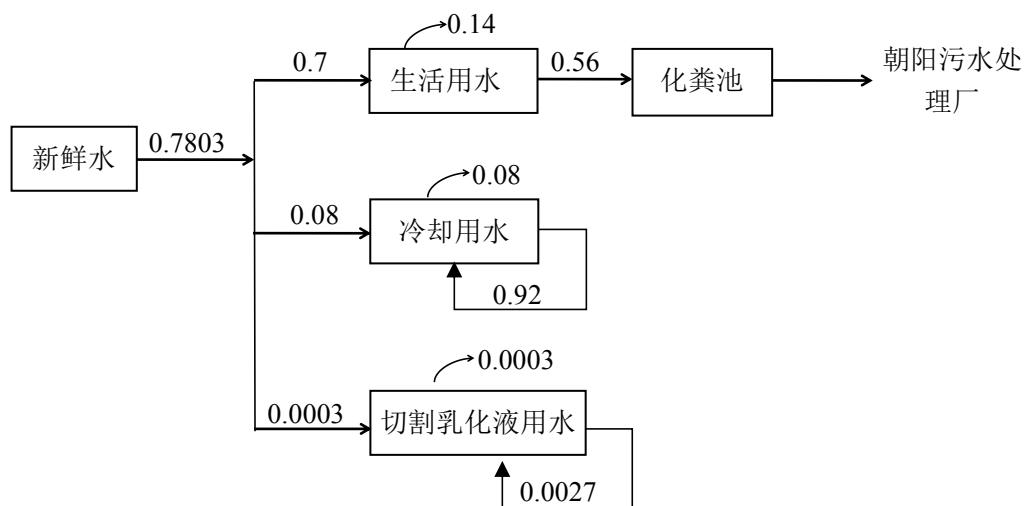 0.14
0.7
生活用水
0.56
化粪池
朝阳污水处
理厂
新鲜水
0.7803
0.08
0.08
冷却用水
0.92
0.0003
0.0003
切割乳化液用水
0.0027